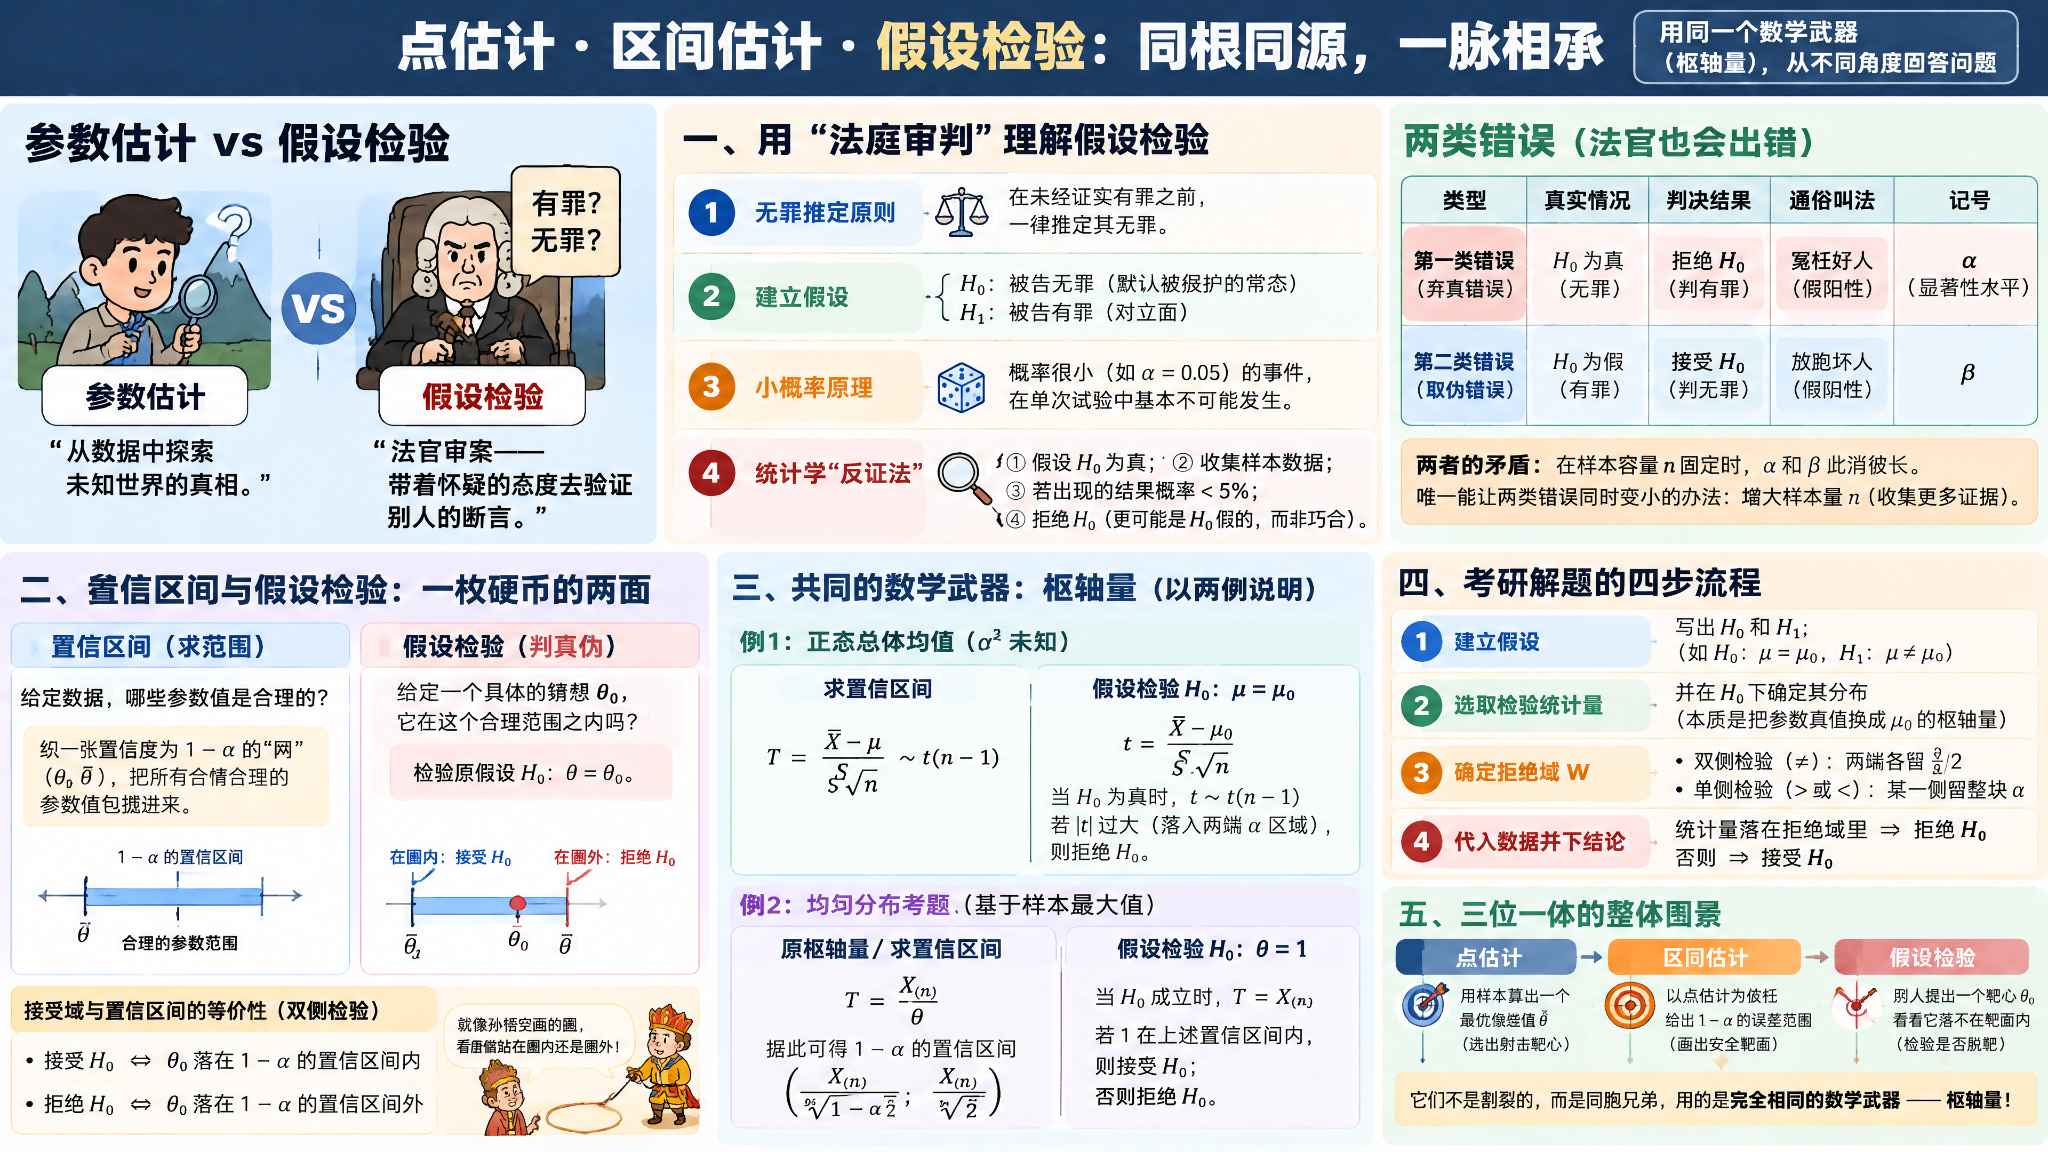 点估计·区间估计·假设检验：同根同源，一脉相承
用同一个数学武器
（枢轴量），从不同角度回答问题
参数估计 vs 假设检验
有罪？
无罪？
VS
参数估计
假设检验
“从数据中探索
未知世界的真相。”
“法官审案——
带着怀疑的态度去验证
别人的断言。”
一、用“法庭审判”理解假设检验
1 无罪推定原则
在未经证实有罪之前，
一律推定其无罪。
2 建立假设
H₀：被告无罪（默认被护的常态）
H₁：被告有罪（对立面）
3 小概率原理
概率很小（如 α = 0.05）的事件，
在单次试验中基本不可能发生。
4 统计学“反证法”
① 假设 H₀ 为真； ② 收集样本数据；
③ 若出现的结果概率 < 5%；
④ 拒绝 H₀（更可能是 H₀ 假的，而非巧合）。
两类错误（法官也会出错）
类型 真实情况 判决结果 通俗叫法 记号
第一类错误
（弃真错误）
H₀ 为真
（无罪）
拒绝 H₀
（判有罪）
冤枉好人
（假阳性）
α
（显著性水平）
第二类错误
（取伪错误）
H₀ 为假
（有罪）
接受 H₀
（判无罪）
放跑坏人
（假阴性）
β
两者的矛盾：在样本容量 n 固定时，α 和 β 此消彼长。
唯一能让两类错误同时变小的办法：增大样本量 n（收集更多证据）。
二、置信区间与假设检验：一枚硬币的两面
置信区间（求范围）
给定数据，哪些参数值是合理的？
织一张置信度为 1 − α 的“网”
，把所有合情合理的
参数值包进来。
1 − α 的置信区间
合理的参数范围
假设检验（判真伪）
给定一个具体的猜想 θ₀，
它在这个合理范围之内吗？
检验原假设 H₀：θ = θ₀。
在圈内：接受 H₀
在圈外：拒绝 H₀
θ̄₀
θ̄
接受域与置信区间的等价性（双侧检验）
• 接受 H₀ ⇔ θ₀ 落在 1 − α 的置信区间内
• 拒绝 H₀ ⇔ θ₀ 落在 1 − α 的置信区间外
就像孙悟空画的圈，
看站在圈内还是圈外！
三、共同的数学武器：枢轴量（以两例说明）
例1：正态总体均值（α² 未知）
求置信区间
T = (X̄ − μ) / S√n ~ t(n − 1)
假设检验 H₀：μ = μ₀
t = (X̄ − μ₀) / S√n
当 H₀ 为真时，t ~ t(n − 1)
若 |t| 过大（落入两端 α 区域），
则拒绝 H₀。
例2：均匀分布考题.（基于样本最大值）
原枢轴量 / 求置信区间
T = X₍ₙ₎ / θ
据此可得 1 − α 的置信区间
假设检验 H₀：θ = 1
当 H₀ 成立时，T = X₍ₙ₎
若 1 在上述置信区间内，
则接受 H₀；
否则拒绝 H₀。
四、考研解题的四步流程
1 建立假设
写出 H₀ 和 H₁；
（如 H₀：μ = μ₀，H₁：μ ≠ μ₀）
2 选取检验统计量
并在 H₀ 下确定其分布
（本质是把参数真值换成 μ₀ 的枢轴量）
3 确定拒绝域 W
• 双侧检验（≠）：两端各留 /2
• 单侧检验（> 或 <）：某一侧留整块 α
4 代入数据并下结论
统计量落在拒绝域里 ⇒ 拒绝 H₀
否则 ⇒ 接受 H₀
五、三位一体的整体图景
点估计
区间估计
假设检验
用样本算出一个
最优值 θ̂
（选出射击靶心）
以点估计为依托
给出 1 − α 的误差范围
（画出安全靶面）
别人提出一个靶心 θ₀
看看它落不在靶面内
（检验是否脱靶）
它们不是割裂的，而是同胞兄弟，用的是完全相同的数学武器 —— 枢轴量！